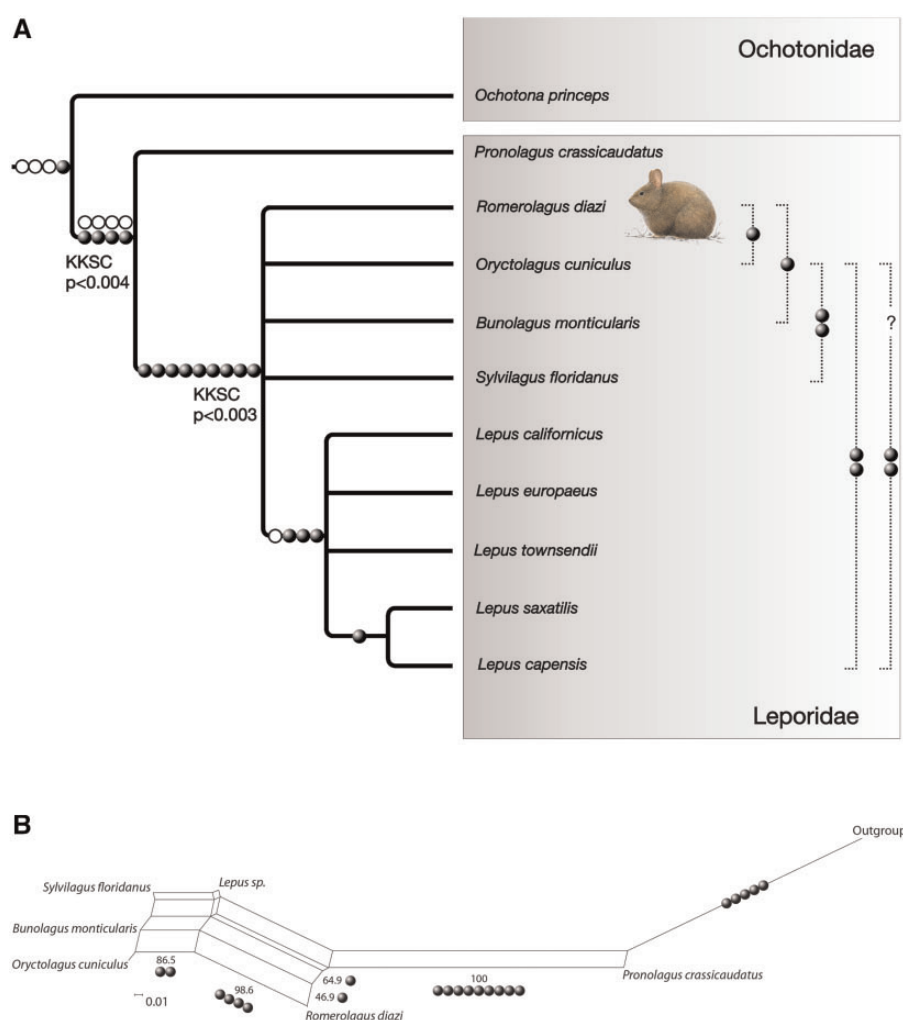 A
Ochotonidae
Ochotona princeps
Pronolagus crassicaudatus
Romerolagus diazi
KKSC
p<0.004
Oryctolagus cuniculus
Bunolagus monticularis
?
KKSC
p<0.003
Sylvilagus floridanus
Lepus californicus
Lepus europaeus
Lepus townsendii
Lepus saxatilis
Lepus capensis
Leporidae
B
Outgroup
Sylvilagus floridanus
Lepus sp.
Bunolagus monticularis
Oryctolagus cuniculus
86.5
Pronolagus crassicaudatus
64.9
100
98.6
46.9
0.01
Romerolagus diazi